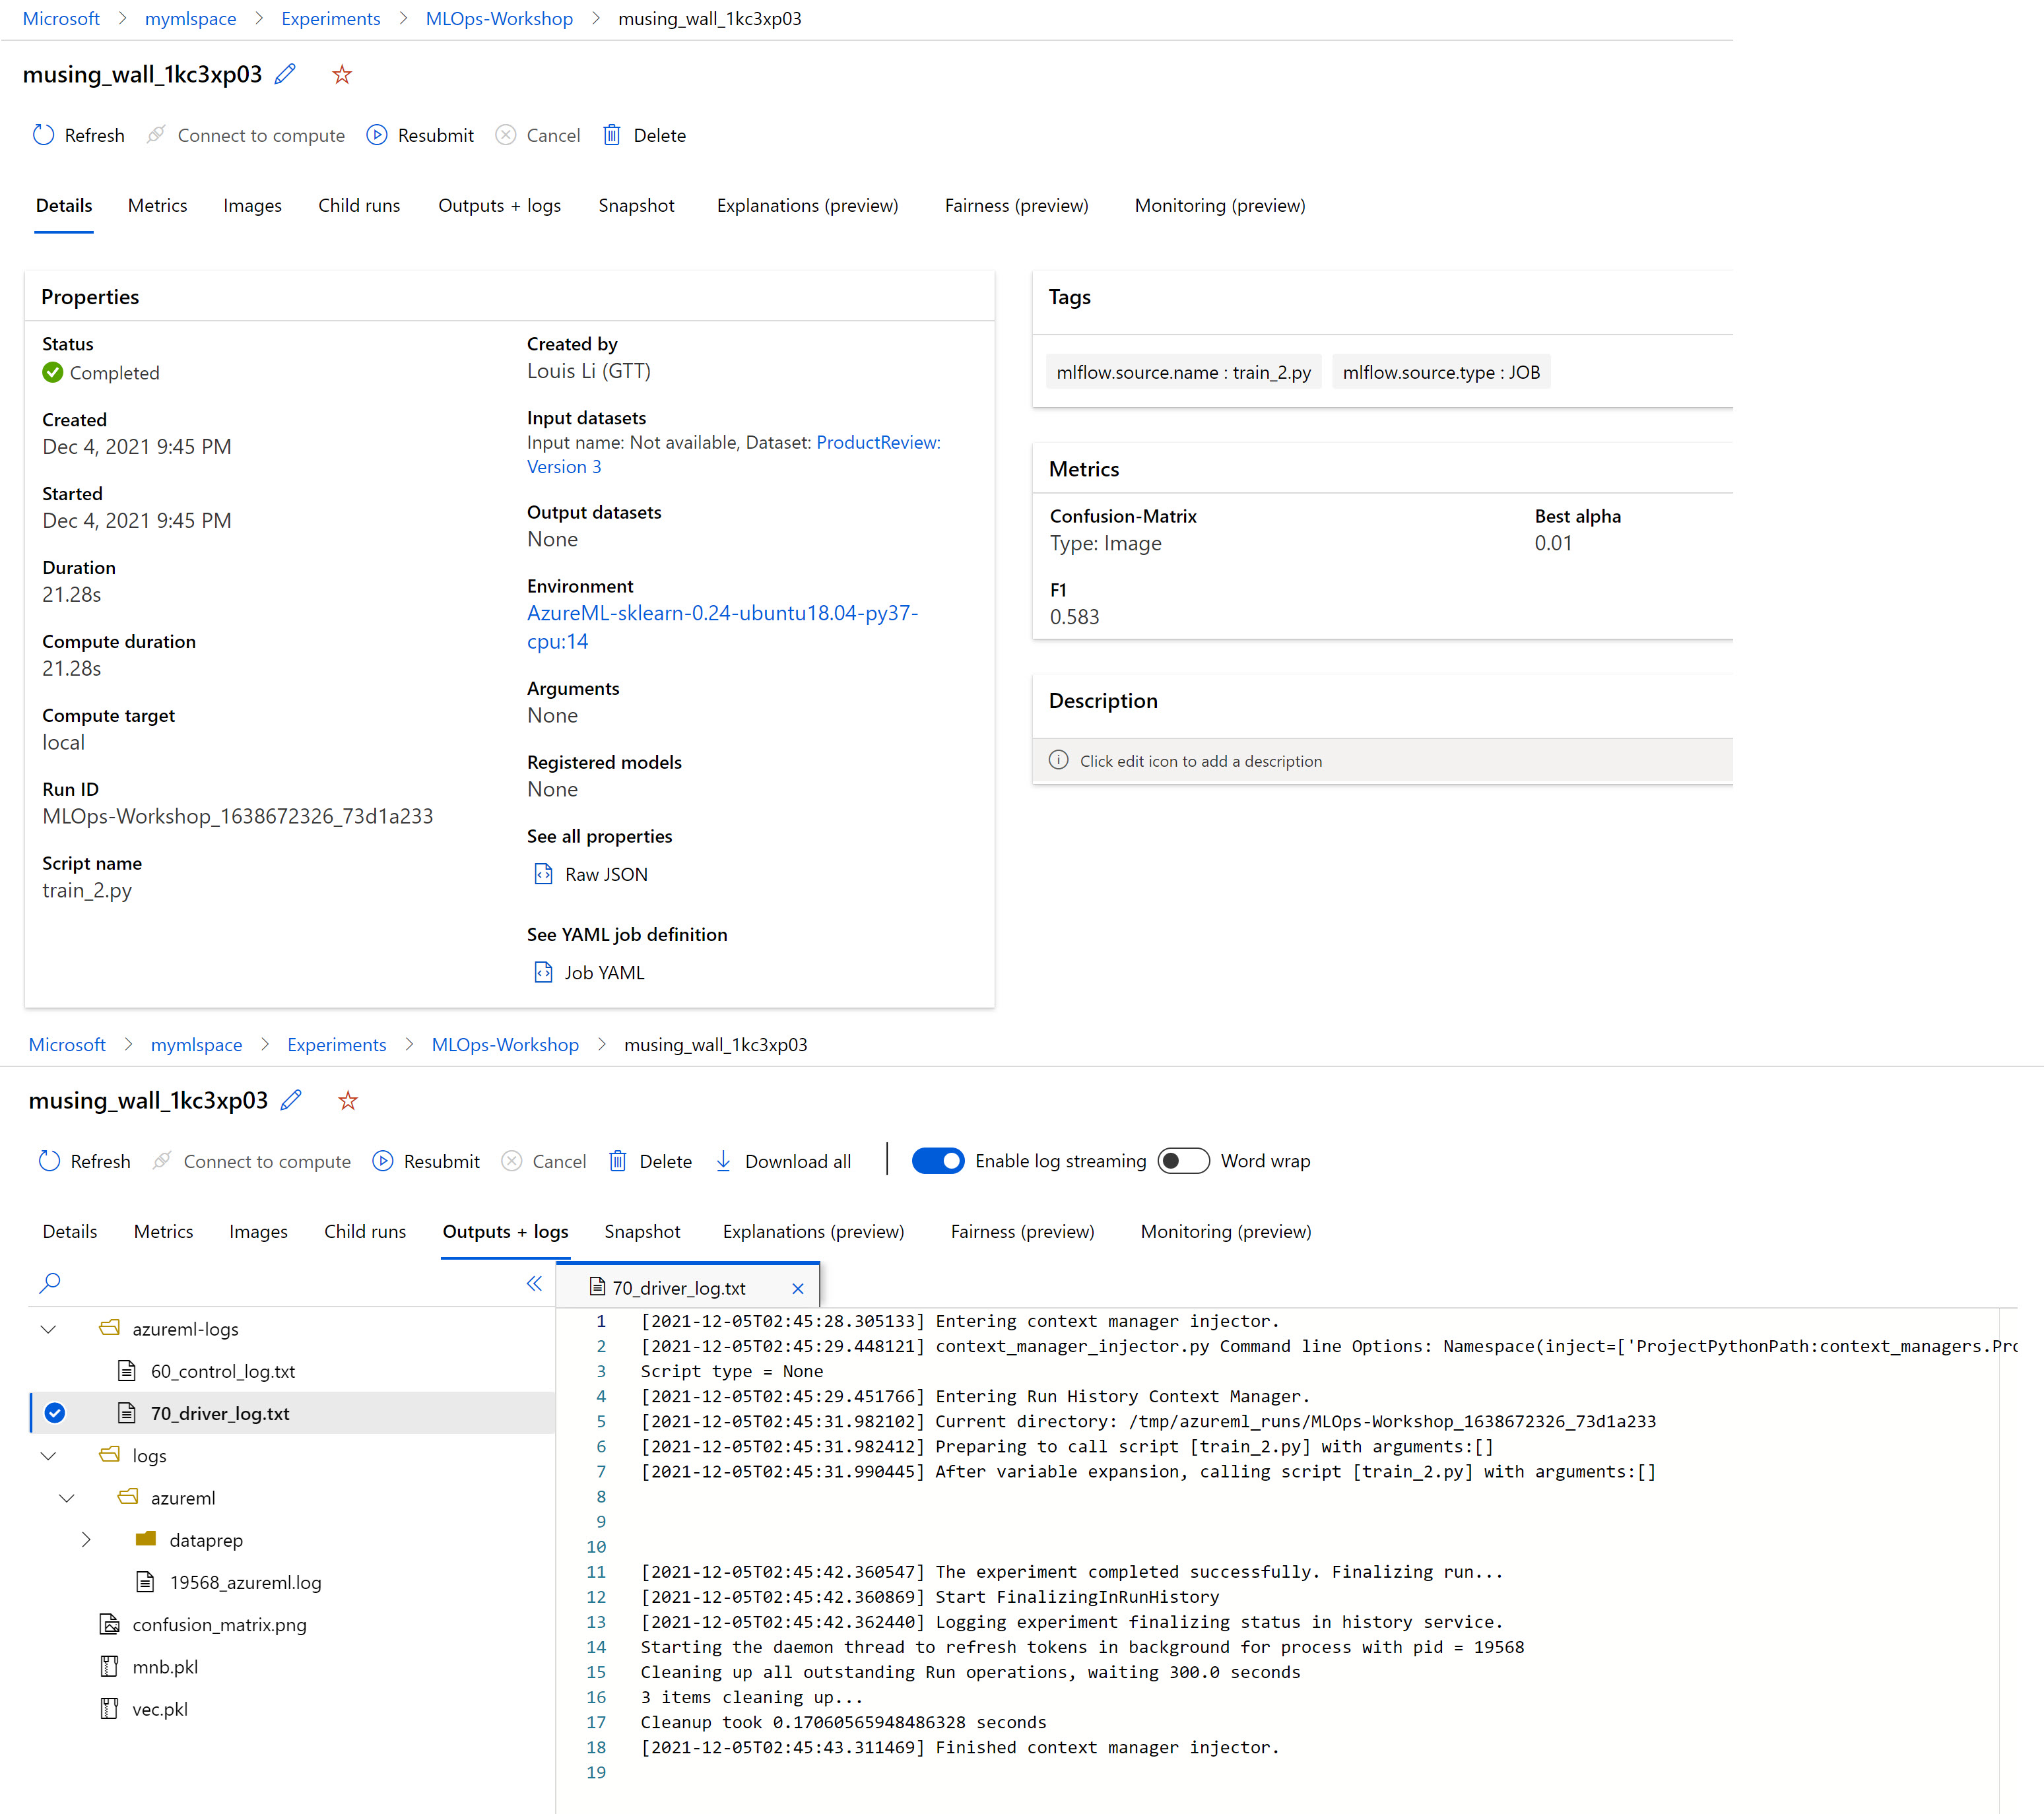 Microsoft > mymlspace > Experiments > MLOps-Workshop > musing_wall_1kc3xp03
musing_wall_1kc3xp03
Refresh Connect to compute Resubmit Cancel Delete
Details Metrics Images Child runs Outputs + logs Snapshot Explanations (preview) Fairness (preview) Monitoring (preview)
Properties
Status
Completed
Created
Dec 4, 2021 9:45 PM
Started
Dec 4, 2021 9:45 PM
Duration
21.28s
Compute duration
21.28s
Compute target
local
Run ID
MLOps-Workshop_1638672326_73d1a233
Script name
train_2.py
Created by
Louis Li (GTT)
Input datasets
Input name: Not available, Dataset: ProductReview:
Version 3
Output datasets
None
Environment
AzureML-sklearn-0.24-ubuntu18.04-py37-
cpu:14
Arguments
None
Registered models
None
See all properties
Raw JSON
See YAML job definition
Job YAML
Tags
mlflow.source.name : train_2.py mlflow.source.type : JOB
Metrics
Confusion-Matrix
Type: Image
Best alpha
0.01
F1
0.583
Description
Click edit icon to add a description
Microsoft > mymlspace > Experiments > MLOps-Workshop > musing_wall_1kc3xp03
musing_wall_1kc3xp03
Refresh Connect to compute Resubmit Cancel Delete Download all Enable log streaming Word wrap
Details Metrics Images Child runs Outputs + logs Snapshot Explanations (preview) Fairness (preview) Monitoring (preview)
azureml-logs
60_control_log.txt
70_driver_log.txt
logs
azureml
dataprep
19568_azureml.log
confusion_matrix.png
mnb.pkl
vec.pkl
70_driver_log.txt
1 [2021-12-05T02:45:28.305133] Entering context manager injector.
2 [2021-12-05T02:45:29.448121] context_manager_injector.py Command line Options: Namespace(inject=['ProjectPythonPath:context_managers.Pro
3 Script type = None
4 [2021-12-05T02:45:29.451766] Entering Run History Context Manager.
5 [2021-12-05T02:45:31.982102] Current directory: /tmp/azureml_runs/MLOps-Workshop_1638672326_73d1a233
6 [2021-12-05T02:45:31.982412] Preparing to call script [train_2.py] with arguments:[]
7 [2021-12-05T02:45:31.990445] After variable expansion, calling script [train_2.py] with arguments:[]
8
9
10
11 [2021-12-05T02:45:42.360547] The experiment completed successfully. Finalizing run...
12 [2021-12-05T02:45:42.360869] Start FinalizingInRunHistory
13 [2021-12-05T02:45:42.362440] Logging experiment finalizing status in history service.
14 Starting the daemon thread to refresh tokens in background for process with pid = 19568
15 Cleaning up all outstanding Run operations, waiting 300.0 seconds
16 3 items cleaning up...
17 Cleanup took 0.17060565948486328 seconds
18 [2021-12-05T02:45:43.311469] Finished context manager injector.
19